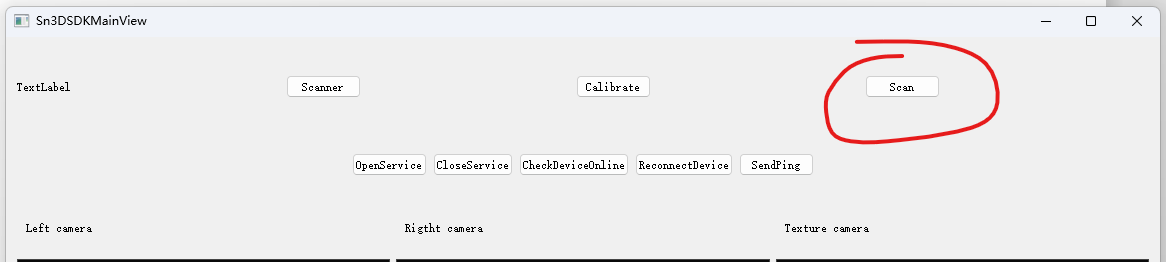 Sn3DSDKMainView
TextLabel Scanner Calibrate Scan
OpenService CloseService CheckDeviceOnline ReconnectDevice SendPing
Left camera Rigtht camera Texture camera